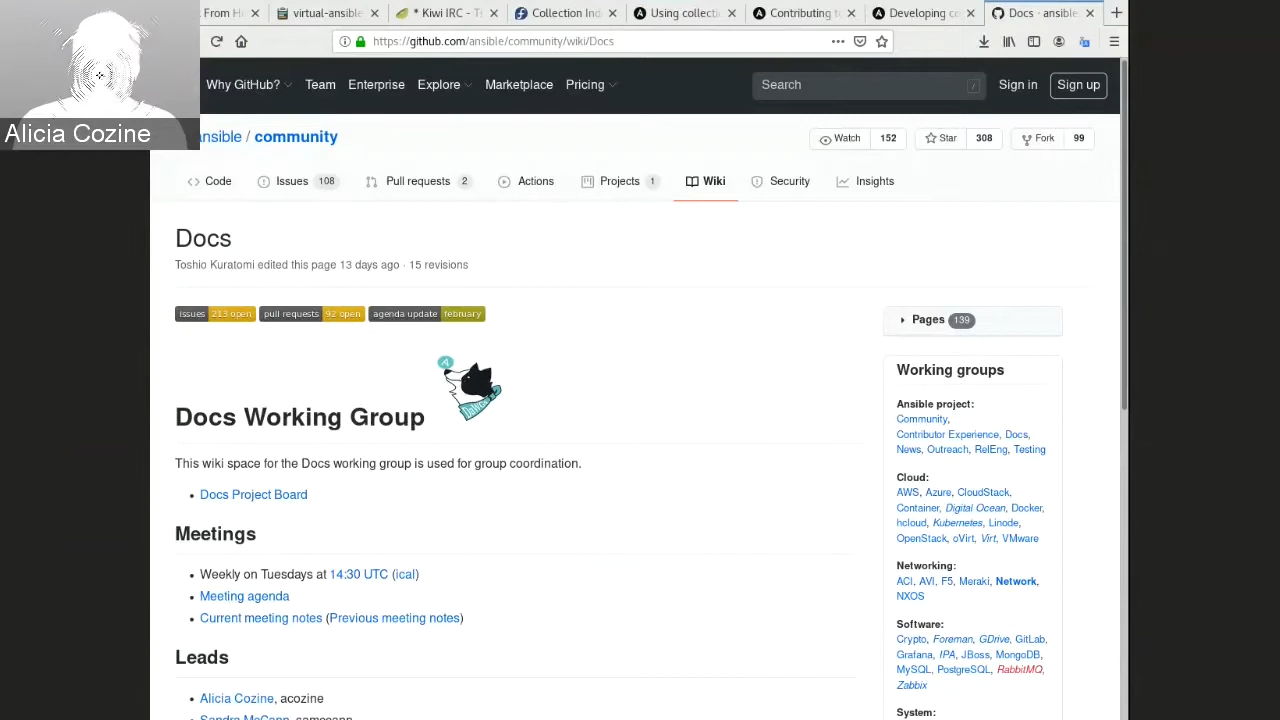 s From H
virtual-ansible
* Kiwi IRC - Ts
Collection Ind
Using collecti
Contributing t
Developing co
Docs · ansible
https://github.com/ansible/community/wiki/Docs
Alicia Cozine
Why GitHub?
Team
Enterprise
Explore
Marketplace
Pricing
Search
/
Sign in
Sign up
ansible / community
Watch 152
Star 308
Fork 99
Code
Issues 108
Pull requests 2
Actions
Projects 1
Wiki
Security
Insights
Docs
Toshio Kuratomi edited this page 13 days ago · 15 revisions
issues 213 open
pull requests 92 open
agenda update february
Pages 139
A
DaWGs
Docs Working Group
This wiki space for the Docs working group is used for group coordination.
• Docs Project Board
Meetings
• Weekly on Tuesdays at 14:30 UTC (ical)
• Meeting agenda
• Current meeting notes (Previous meeting notes)
Leads
• Alicia Cozine, acozine
Sandra McCann, samccann
Working groups
Ansible project:
Community,
Contributor Experience, Docs,
News, Outreach, RelEng, Testing
Cloud:
AWS, Azure, CloudStack,
Container, Digital Ocean, Docker,
hcloud, Kubernetes, Linode,
OpenStack, oVirt, Virt, VMware
Networking:
ACI, AVI, F5, Meraki, Network,
NXOS
Software:
Crypto, Foreman, GDrive, GitLab,
Grafana, IPA, JBoss, MongoDB,
MySQL, PostgreSQL, RabbitMQ,
Zabbix
System: